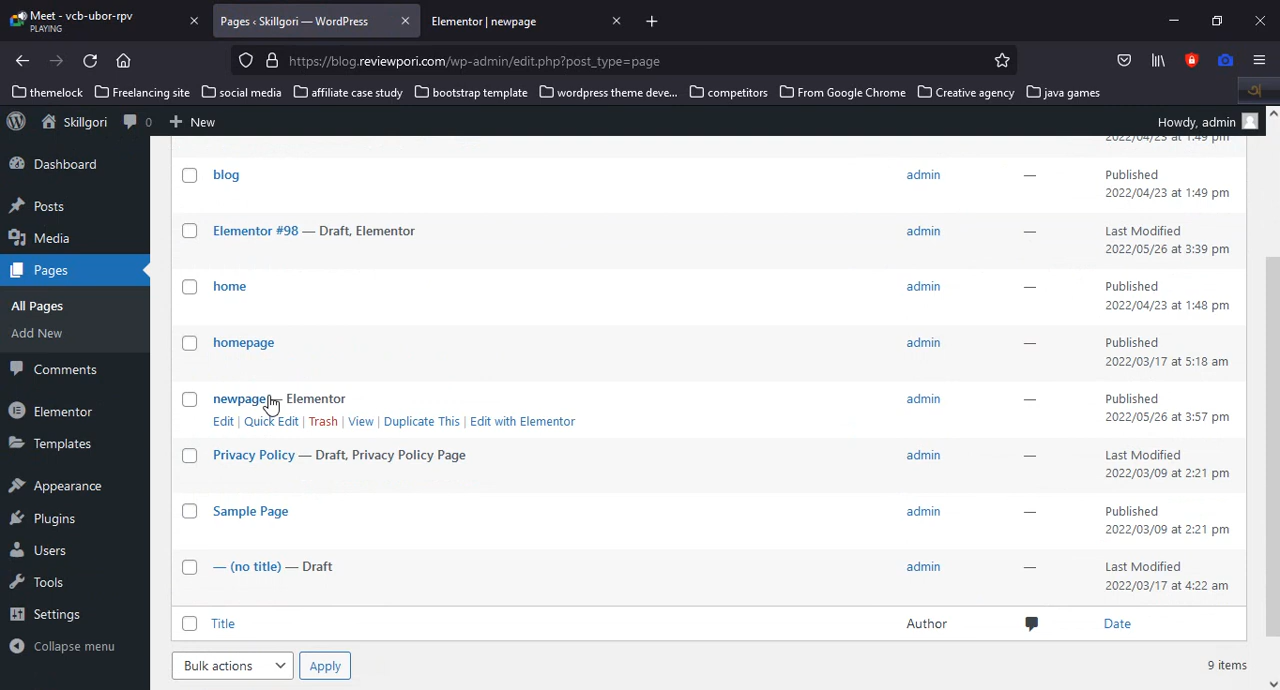 Meet - vcb-ubor-rpv
PLAYING
Pages ‹ Skillgori — WordPress
Elementor | newpage
https://blog.reviewpori.com/wp-admin/edit.php?post_type=page
themelock
Freelancing site
social media
affiliate case study
bootstrap template
wordpress theme deve...
competitors
From Google Chrome
Creative agency
java games
Skillgori
0
New
Howdy, admin
Dashboard
Posts
Media
Pages
All Pages
Add New
Comments
Elementor
Templates
Appearance
Plugins
Users
Tools
Settings
Collapse menu
2022/04/23 at 1:49 pm
blog
admin
—
Published
2022/04/23 at 1:49 pm
Elementor #98 — Draft, Elementor
admin
—
Last Modified
2022/05/26 at 3:39 pm
home
admin
—
Published
2022/04/23 at 1:48 pm
homepage
admin
—
Published
2022/03/17 at 5:18 am
newpage — Elementor
Edit | Quick Edit | Trash | View | Duplicate This | Edit with Elementor
admin
—
Published
2022/05/26 at 3:57 pm
Privacy Policy — Draft, Privacy Policy Page
admin
—
Last Modified
2022/03/09 at 2:21 pm
Sample Page
admin
—
Published
2022/03/09 at 2:21 pm
— (no title) — Draft
admin
—
Last Modified
2022/03/17 at 4:22 am
Title
Author
Date
Bulk actions
Apply
9 items